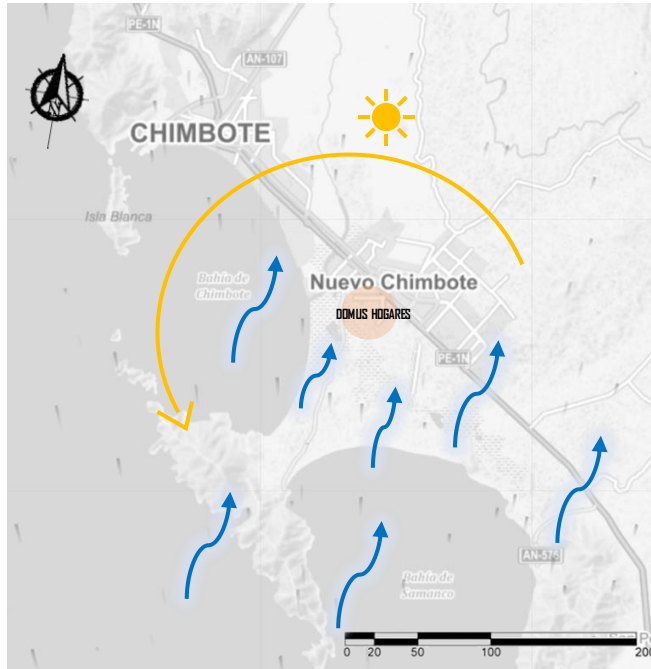 PE-1N
AN-107
CHIMBOTE
Isla Blanca
Bahía de
Chimbote
Nuevo Chimbote
DOMUS HOGARES
PE-1N
AN-576
Bahía de
Samanco
0 20 50 100 200